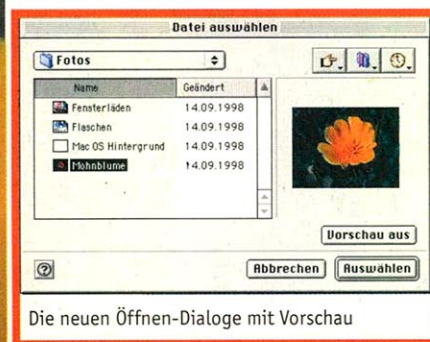 Datei auswählen
Fotos
Name Geändert
Fensterläden 14.09.1998
Flaschen 14.09.1998
Mac OS Hintergrund 14.09.1998
Mohnblume 14.09.1998
Vorschau aus
?
Abbrechen Auswählen
Die neuen Öffnen-Dialoge mit Vorschau